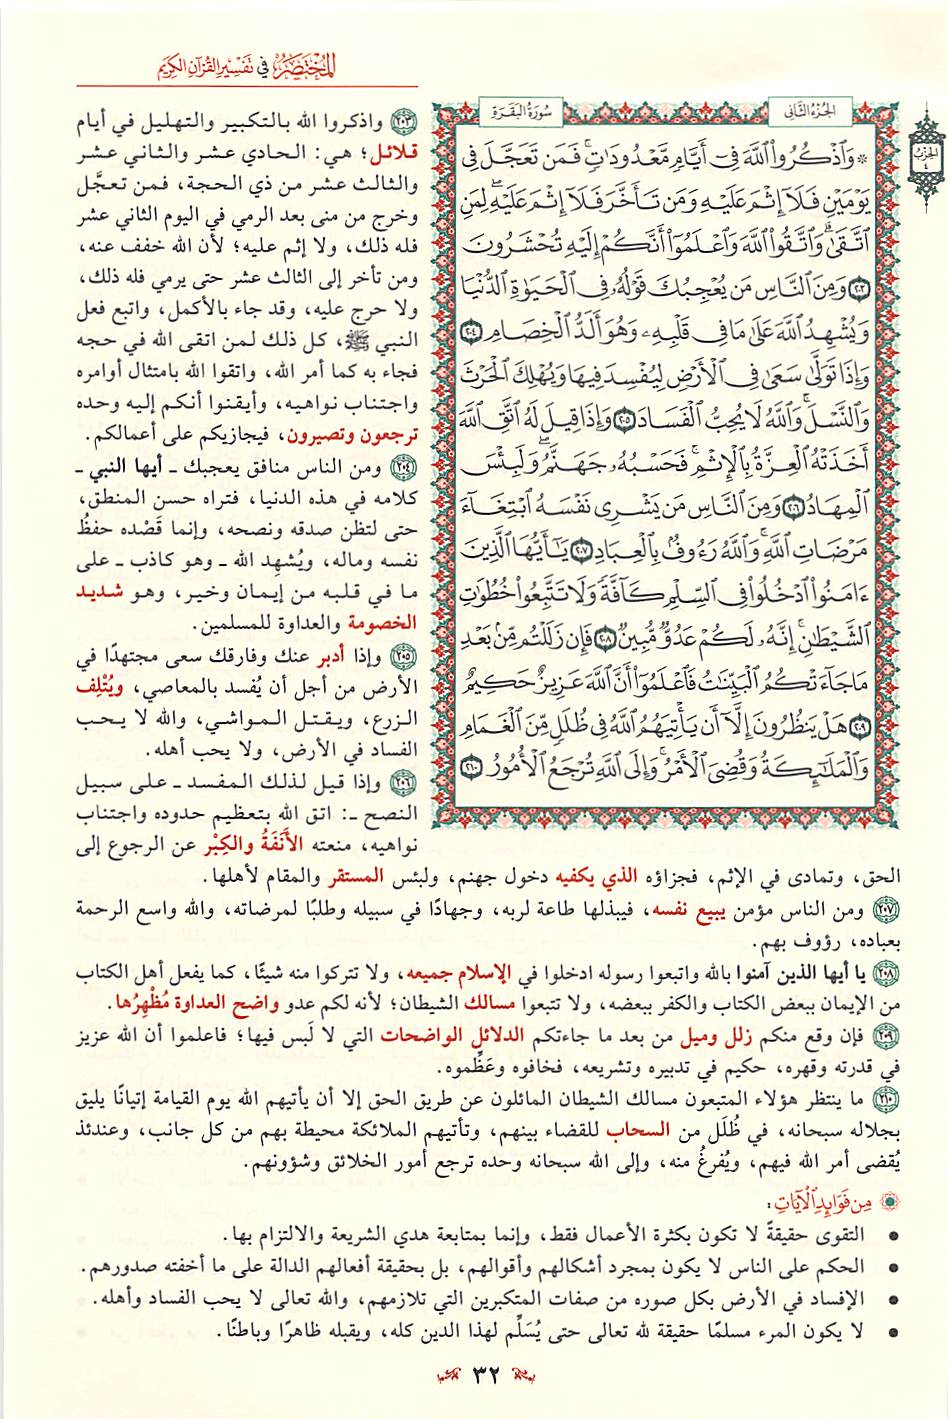 المختصر في تفسير القرآن الكريم
الجزء الثاني
سورة البقرة
الحزب ٤
۞ وَٱذۡكُرُواْ ٱللَّهَ فِيٓ أَيَّامٖ مَّعۡدُودَٰتٖۚ فَمَن تَعَجَّلَ فِي
يَوۡمَيۡنِ فَلَآ إِثۡمَ عَلَيۡهِ وَمَن تَأَخَّرَ فَلَآ إِثۡمَ عَلَيۡهِۖ لِمَنِ
ٱتَّقَىٰۗ وَٱتَّقُواْ ٱللَّهَ وَٱعۡلَمُوٓاْ أَنَّكُمۡ إِلَيۡهِ تُحۡشَرُونَ
٢٠٣ وَمِنَ ٱلنَّاسِ مَن يُعۡجِبُكَ قَوۡلُهُۥ فِي ٱلۡحَيَوٰةِ ٱلدُّنۡيَا
وَيُشۡهِدُ ٱللَّهَ عَلَىٰ مَا فِي قَلۡبِهِۦ وَهُوَ أَلَدُّ ٱلۡخِصَامِ ٢٠٤
وَإِذَا تَوَلَّىٰ سَعَىٰ فِي ٱلۡأَرۡضِ لِيُفۡسِدَ فِيهَا وَيُهۡلِكَ ٱلۡحَرۡثَ
وَٱلنَّسۡلَۚ وَٱللَّهُ لَا يُحِبُّ ٱلۡفَسَادَ ٢٠٥ وَإِذَا قِيلَ لَهُ ٱتَّقِ ٱللَّهَ
أَخَذَتۡهُ ٱلۡعِزَّةُ بِٱلۡإِثۡمِۚ فَحَسۡبُهُۥ جَهَنَّمُۖ وَلَبِئۡسَ
ٱلۡمِهَادُ ٢٠٦ وَمِنَ ٱلنَّاسِ مَن يَشۡرِي نَفۡسَهُ ٱبۡتِغَآءَ
مَرۡضَاتِ ٱللَّهِۚ وَٱللَّهُ رَءُوفُۢ بِٱلۡعِبَادِ ٢٠٧ يَٰٓأَيُّهَا ٱلَّذِينَ
ءَامَنُواْ ٱدۡخُلُواْ فِي ٱلسِّلۡمِ كَآفَّةٗ وَلَا تَتَّبِعُواْ خُطُوَٰتِ
ٱلشَّيۡطَٰنِۚ إِنَّهُۥ لَكُمۡ عَدُوّٞ مُّبِينٞ ٢٠٨ فَإِن زَلَلۡتُم مِّنۢ بَعۡدِ
مَا جَآءَتۡكُمُ ٱلۡبَيِّنَٰتُ فَٱعۡلَمُوٓاْ أَنَّ ٱللَّهَ عَزِيزٌ حَكِيمٌ
٢٠٩ هَلۡ يَنظُرُونَ إِلَّآ أَن يَأۡتِيَهُمُ ٱللَّهُ فِي ظُلَلٖ مِّنَ ٱلۡغَمَامِ
وَٱلۡمَلَٰٓئِكَةُ وَقُضِيَ ٱلۡأَمۡرُۚ وَإِلَى ٱللَّهِ تُرۡجَعُ ٱلۡأُمُورُ ٢١٠
٢٠٣ واذكروا الله بالتكبير والتهليل في أيام
قلائل؛ هي: الحادي عشر والثاني عشر
والثالث عشر من ذي الحجة، فمن تعجَّل
وخرج من منى بعد الرمي في اليوم الثاني عشر
فله ذلك، ولا إثم عليه؛ لأن الله خفف عنه،
ومن تأخر إلى الثالث عشر حتى يرمي فله ذلك،
ولا حرج عليه، وقد جاء بالأكمل، واتبع فعل
النبي ﷺ، كل ذلك لمن اتقى الله في حجه
فجاء به كما أمر الله، واتقوا الله بامتثال أوامره
واجتناب نواهيه، وأيقنوا أنكم إليه وحده
ترجعون وتصيرون، فيجازيكم على أعمالكم.
٢٠٤ ومن الناس منافق يعجبك ـ أيها النبي ـ
كلامه في هذه الدنيا، فتراه حسن المنطق،
حتى لتظن صدقه ونصحه، وإنما قَصْده حفظُ
نفسه وماله، ويُشهِد الله ـ وهو كاذب ـ على
ما في قلبه من إيمان وخير، وهو شديد
الخصومة والعداوة للمسلمين.
٢٠٥ وإذا أدبر عنك وفارقك سعى مجتهدًا في
الأرض من أجل أن يُفسد بالمعاصي، ويُتْلِف
الزرع، ويقتل المواشي، والله لا يحب
الفساد في الأرض، ولا يحب أهله.
٢٠٦ وإذا قيل لذلك المفسد ـ على سبيل
النصح ـ: اتق الله بتعظيم حدوده واجتناب
نواهيه، منعته الأَنَفَةُ والكِبْر عن الرجوع إلى
الحق، وتمادى في الإثم، فجزاؤه الذي يكفيه دخول جهنم، ولبئس المستقر والمقام لأهلها.
٢٠٧ ومن الناس مؤمن يبيع نفسه، فيبذلها طاعة لربه، وجهادًا في سبيله وطلبًا لمرضاته، والله واسع الرحمة
بعباده، رؤوف بهم.
٢٠٨ يا أيها الذين آمنوا بالله واتبعوا رسوله ادخلوا في الإسلام جميعه، ولا تتركوا منه شيئًا، كما يفعل أهل الكتاب
من الإيمان ببعض الكتاب والكفر ببعضه، ولا تتبعوا مسالك الشيطان؛ لأنه لكم عدو واضح العداوة مُظْهِرُها.
٢٠٩ فإن وقع منكم زلل وميل من بعد ما جاءتكم الدلائل الواضحات التي لا لَبس فيها؛ فاعلموا أن الله عزيز
في قدرته وقهره، حكيم في تدبيره وتشريعه، فخافوه وعَظِّموه.
٢١٠ ما ينتظر هؤلاء المتبعون مسالك الشيطان المائلون عن طريق الحق إلا أن يأتيهم الله يوم القيامة إتيانًا يليق
بجلاله سبحانه، في ظُلَل من السحاب للقضاء بينهم، وتأتيهم الملائكة محيطة بهم من كل جانب، وعندئذ
يُقضى أمر الله فيهم، ويُفرغُ منه، وإلى الله سبحانه وحده ترجع أمور الخلائق وشؤونهم.
من فوائد الآيات:
● التقوى حقيقةً لا تكون بكثرة الأعمال فقط، وإنما بمتابعة هدي الشريعة والالتزام بها.
● الحكم على الناس لا يكون بمجرد أشكالهم وأقوالهم، بل بحقيقة أفعالهم الدالة على ما أخفته صدورهم.
● الإفساد في الأرض بكل صوره من صفات المتكبرين التي تلازمهم، والله تعالى لا يحب الفساد وأهله.
● لا يكون المرء مسلمًا حقيقة لله تعالى حتى يُسَلِّم لهذا الدين كله، ويقبله ظاهرًا وباطنًا.
٣٢